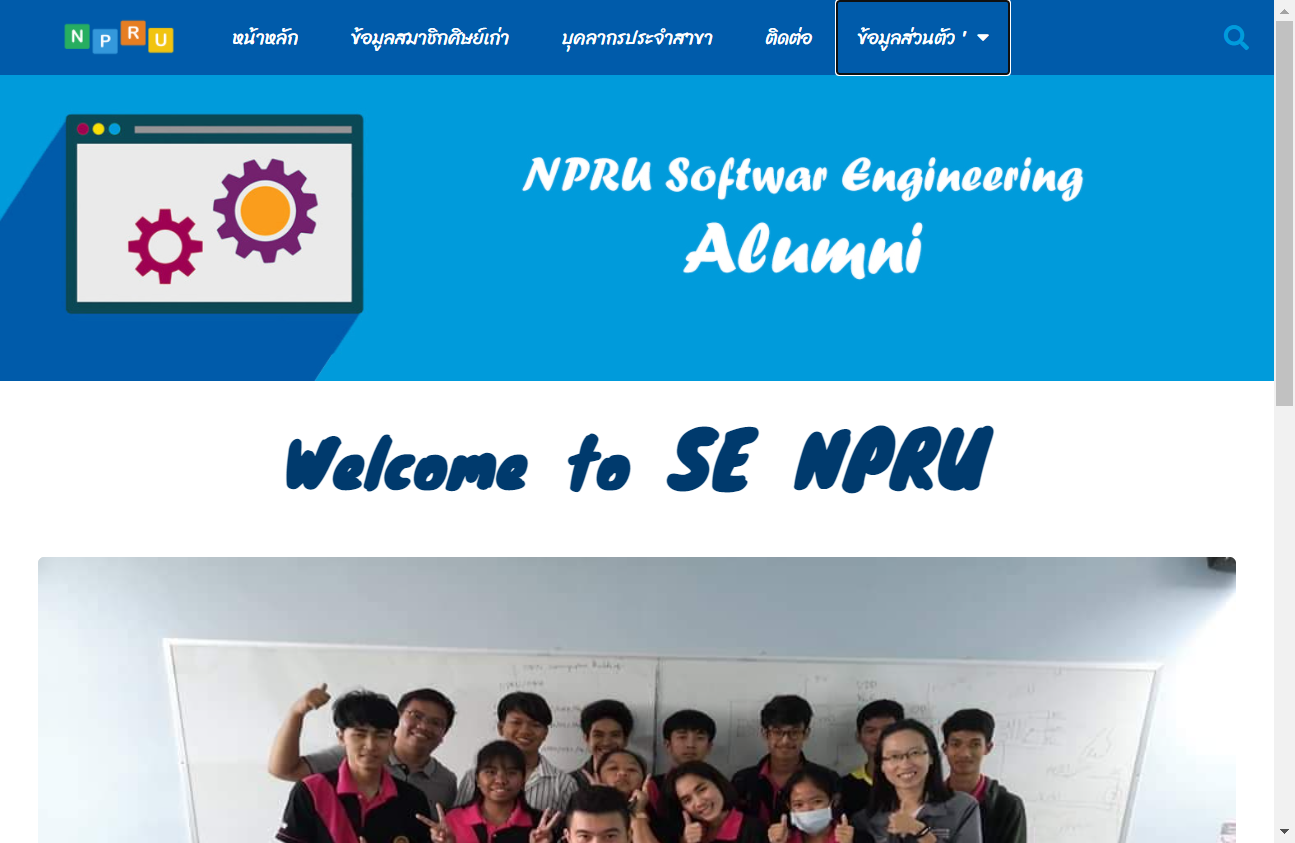 NPRU
หน้าหลัก
ข้อมูลสมาชิกศิษย์เก่า
บุคลากรประจำสาขา
ติดต่อ
ข้อมูลส่วนตัว '
NPRU Softwar Engineering
Alumni
Welcome to SE NPRU